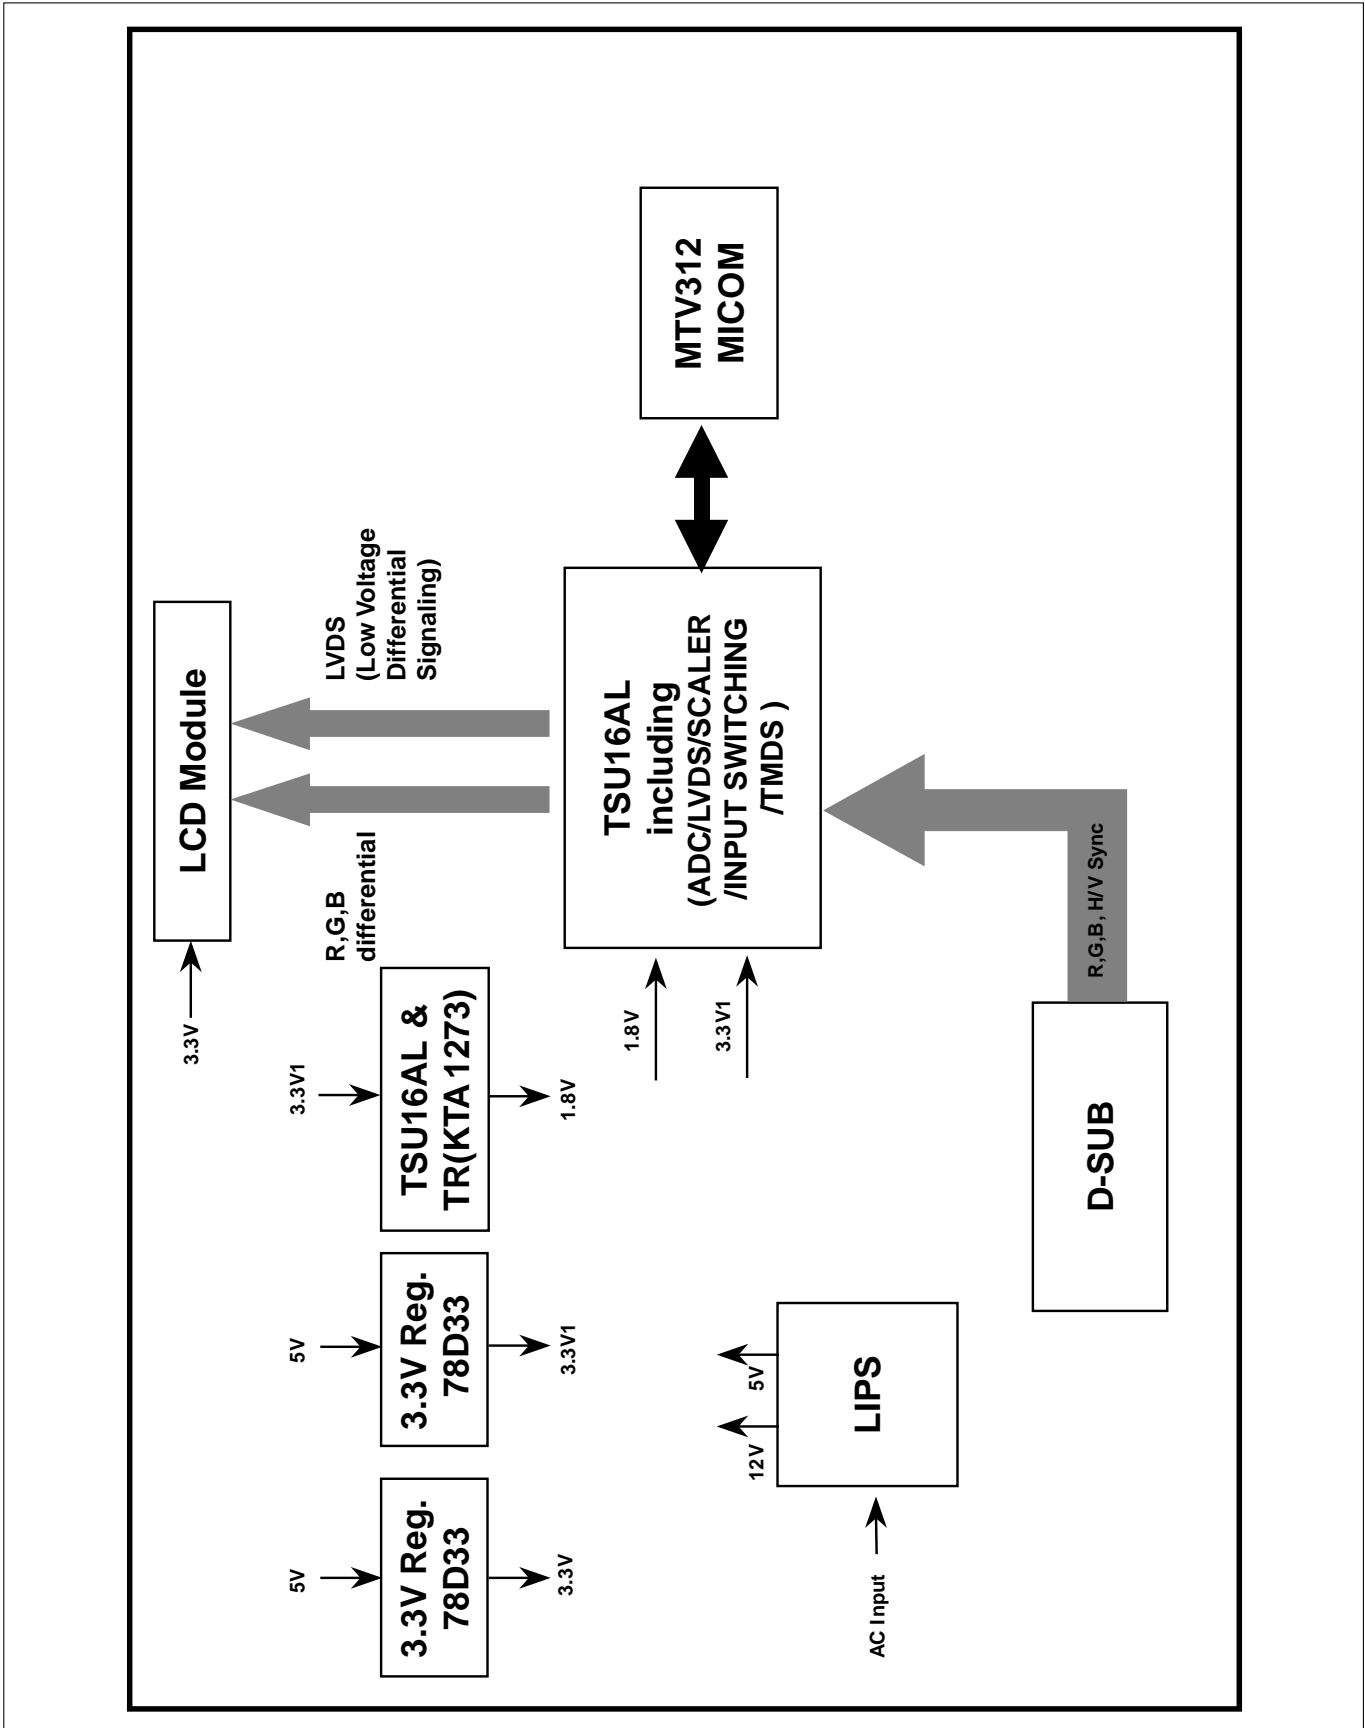 3.3V
LCD Module
R,G,B
differential
LVDS
(Low Voltage
Differential
Signaling)
5V
3.3V Reg.
78D33
3.3V
5V
3.3V Reg.
78D33
3.3V1
3.3V1
TSU16AL &
TR(KTA1273)
1.8V
1.8V
3.3V1
TSU16AL
including
(ADC/LVDS/SCALER
/INPUT SWITCHING
/TMDS )
MTV312
MICOM
12V
5V
AC Input
LIPS
D-SUB
R,G,B, H/V Sync